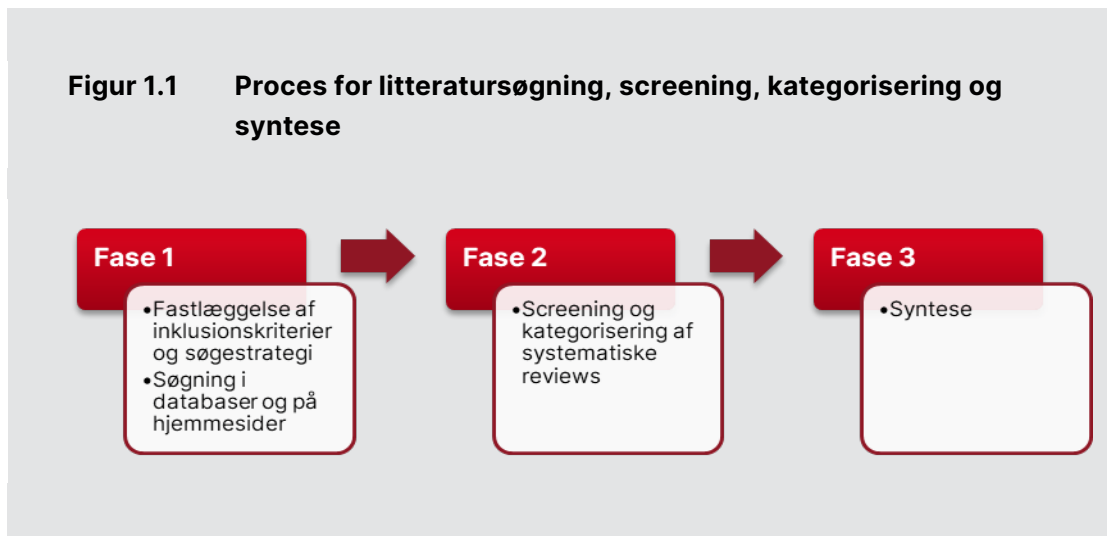 Figur 1.1 Proces for litteratursøgning, screening, kategorisering og
syntese
Fase 1
•Fastlæggelse af
inklusionskriterier
og søgestrategi
•Søgning i
databaser og på
hjemmesider
Fase 2
•Screening og
kategorisering af
systematiske
reviews
Fase 3
•Syntese